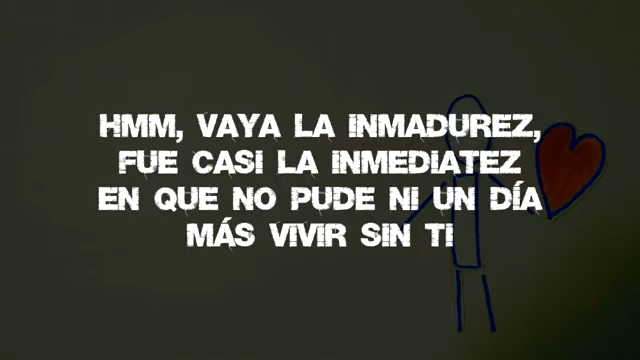 HMM, VAYA LA INMADUREZ,
FUE CASI LA INMEDIATEZ
EN QUE NO PUDE NI UN DÍA
MÁS VIVIR SIN TI